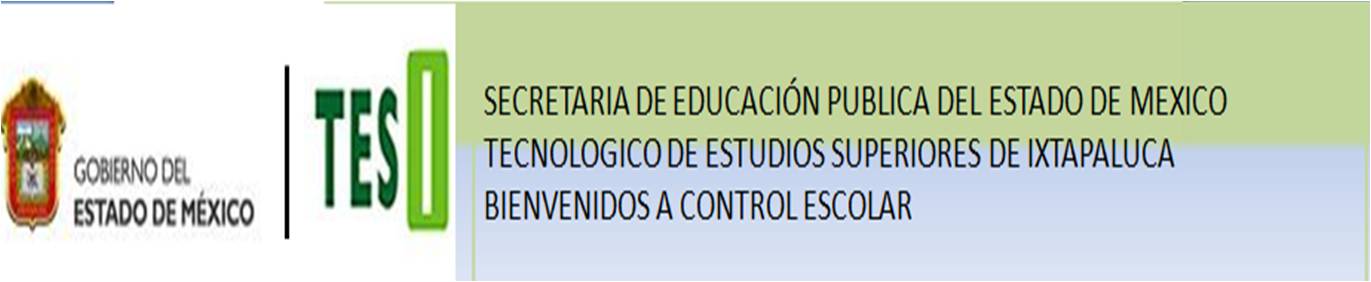 GOBIERNO DEL
ESTADO DE MÉXICO
TESI
SECRETARIA DE EDUCACIÓN PUBLICA DEL ESTADO DE MEXICO
TECNOLOGICO DE ESTUDIOS SUPERIORES DE IXTAPALUCA
BIENVENIDOS A CONTROL ESCOLAR